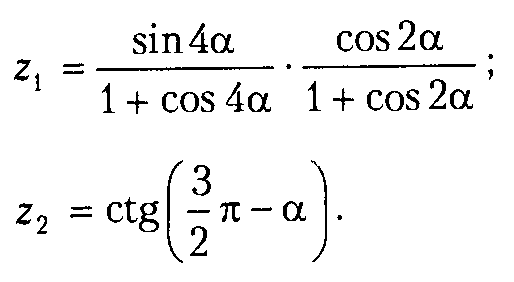 z₁ = sin 4α / (1 + cos 4α) · cos 2α / (1 + cos 2α);
z₂ = ctg(3/2 π − α).